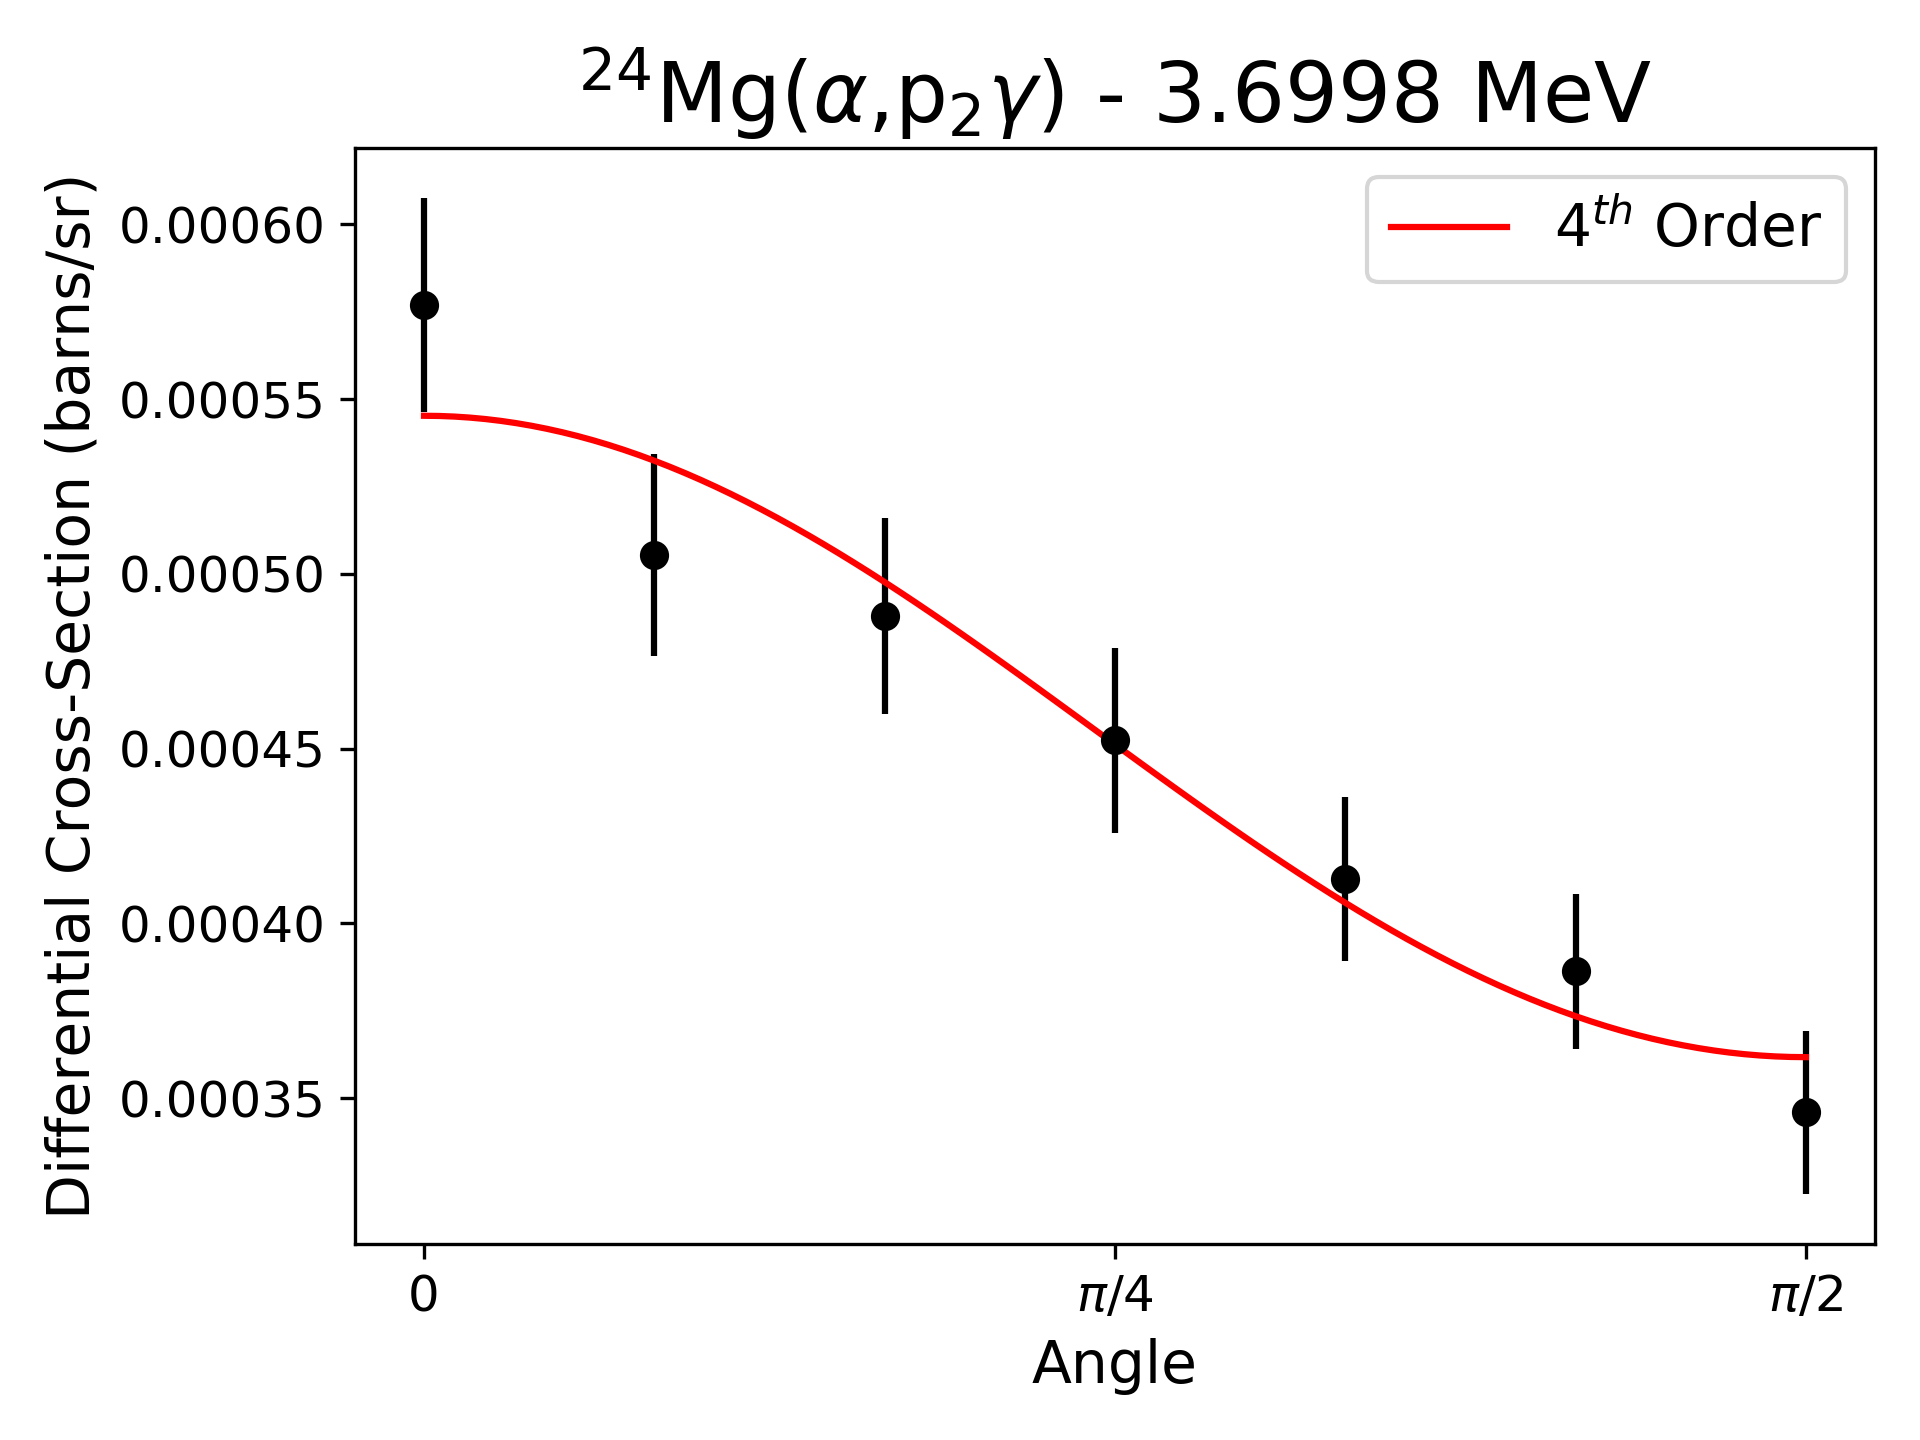 ²⁴Mg(α,p₂γ) - 3.6998 MeV
4ᵗʰ Order
Differential Cross-Section (barns/sr)
0.00060
0.00055
0.00050
0.00045
0.00040
0.00035
0 π/4 π/2
Angle